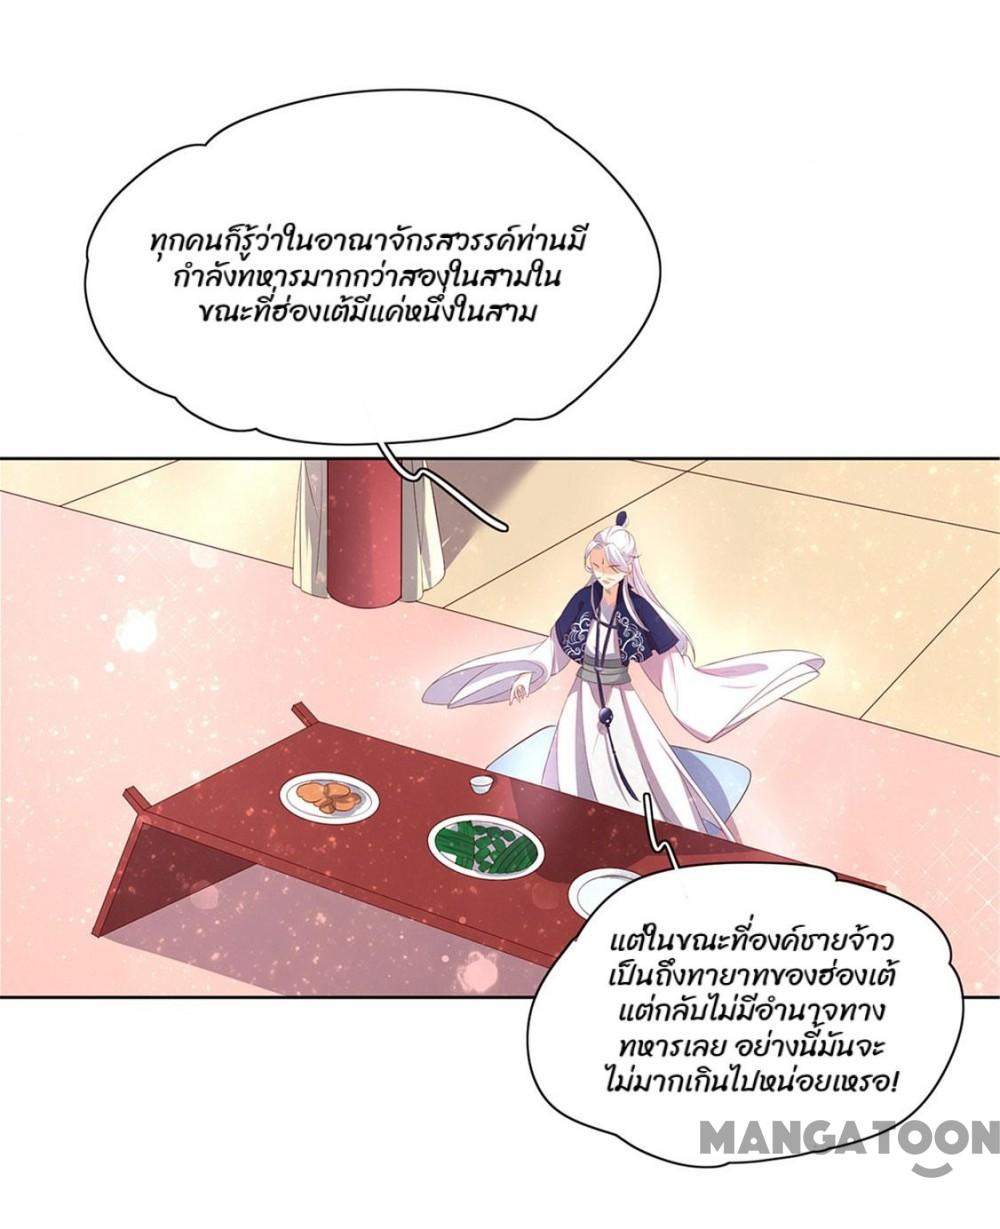 ทุกคนก็รู้ว่าในอาณาจักรสวรรค์ท่านมี
กำลังทหารมากกว่าสองในสามใน
ขณะที่ฮ่องเต้มีแค่หนึ่งในสาม
แต่ในขณะที่องค์ชายจ้าว
เป็นถึงทายาทของฮ่องเต้
แต่กลับไม่มีอำนาจทาง
ทหารเลย อย่างนี้มันจะ
ไม่มากเกินไปหน่อยเหรอ!
MANGATOON